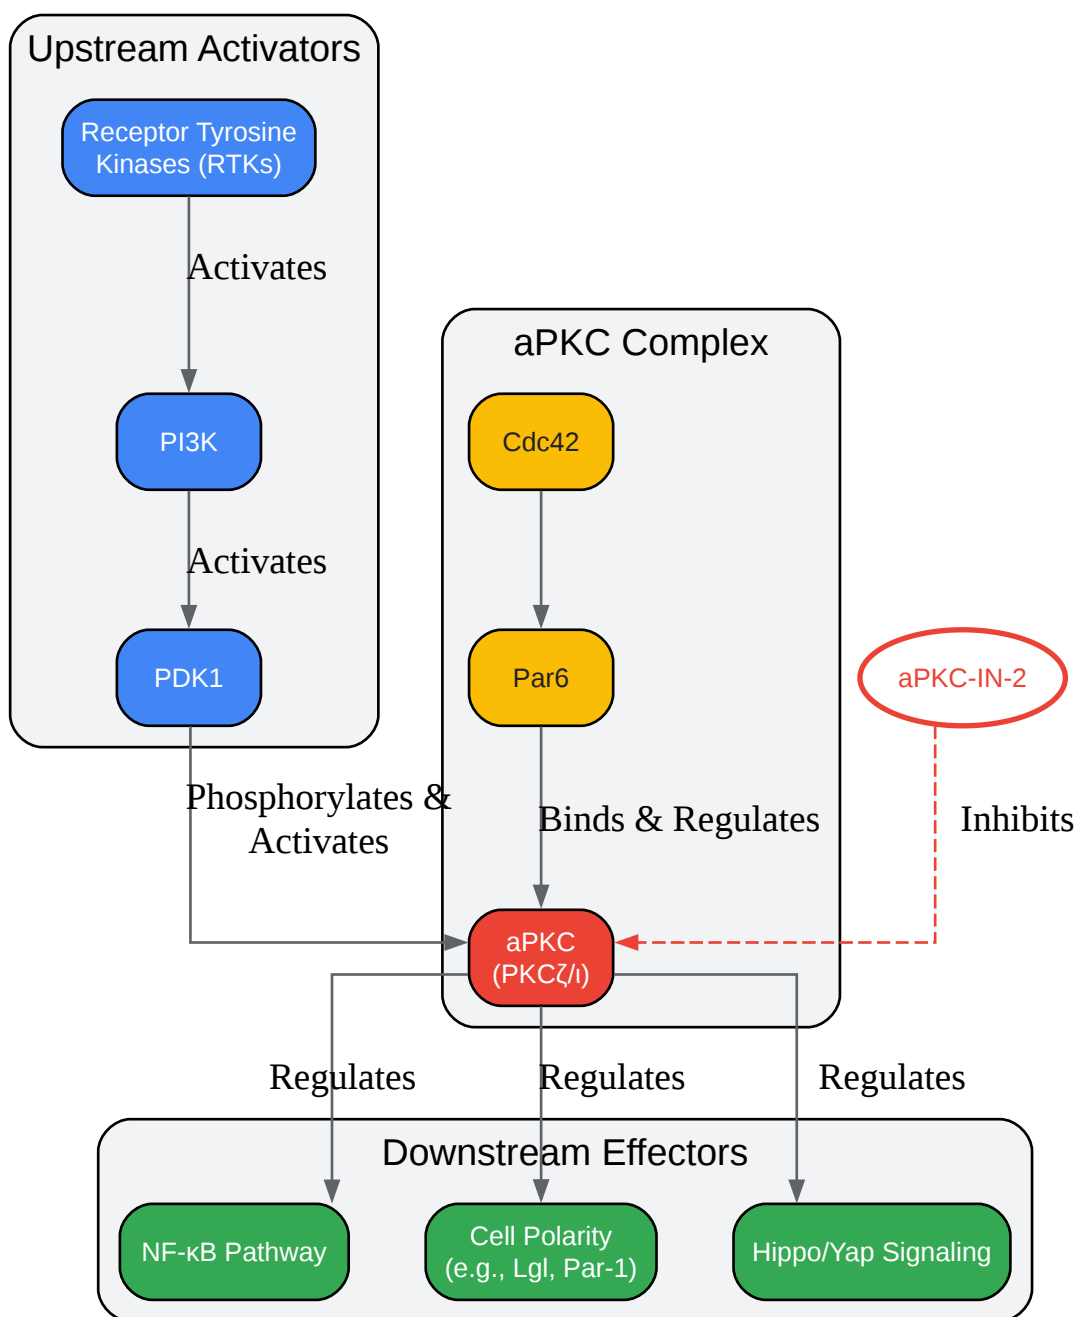 Upstream Activators
Receptor Tyrosine
Kinases (RTKs)
Activates
aPKC Complex
PI3K
Cdc42
Activates
PDK1
Par6
aPKC-IN-2
Phosphorylates &
Activates
Binds & Regulates
Inhibits
aPKC
(PKCζ/ι)
Regulates
Regulates
Regulates
Downstream Effectors
NF-κB Pathway
Cell Polarity
(e.g., Lgl, Par-1)
Hippo/Yap Signaling